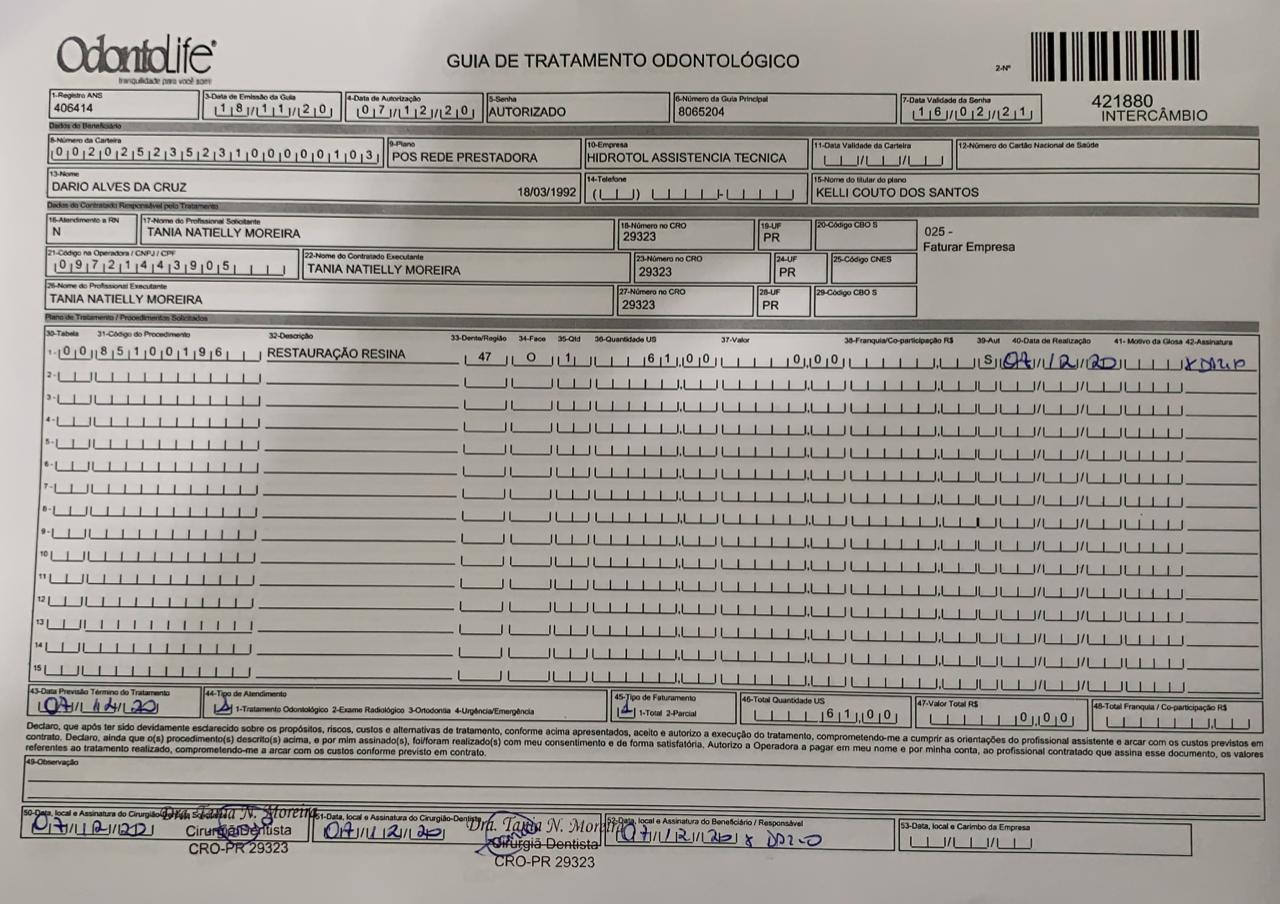 OdontoLife
tranquilidade para você sorrir
GUIA DE TRATAMENTO ODONTOLÓGICO
2-Nº
421880
INTERCÂMBIO
1-Registro ANS
406414
3-Data de Emissão da Guia
18/11/20
4-Data de Autorização
07/12/20
5-Senha
AUTORIZADO
6-Número da Guia Principal
8065204
7-Data Validade da Senha
16/02/21
Dados do Beneficiário
8-Número da Carteira
00202523523100000103
9-Plano
POS REDE PRESTADORA
10-Empresa
HIDROTOL ASSISTENCIA TECNICA
11-Data Validade da Carteira
12-Número do Cartão Nacional de Saúde
13-Nome
DARIO ALVES DA CRUZ 18/03/1992
14-Telefone
15-Nome do titular do plano
KELLI COUTO DOS SANTOS
Dados do Contratado Responsável pelo Tratamento
16-Atendimento a RN
N
17-Nome do Profissional Solicitante
TANIA NATIELLY MOREIRA
18-Número no CRO
29323
19-UF
PR
20-Código CBO S
025 -
Faturar Empresa
21-Código na Operadora / CNPJ / CPF
09721443905
22-Nome do Contratado Executante
TANIA NATIELLY MOREIRA
23-Número no CRO
29323
24-UF
PR
25-Código CNES
26-Nome do Profissional Executante
TANIA NATIELLY MOREIRA
27-Número no CRO
29323
28-UF
PR
29-Código CBO S
Plano de Tratamento / Procedimentos Solicitados
30-Tabela 31-Código do Procedimento 32-Descrição 33-Dente/Região 34-Face 35-Qtd 36-Quantidade US 37-Valor 38-Franquia/Co-participação R$ 39-Aut 40-Data de Realização 41- Motivo da Glosa 42-Assinatura
1- 00 85100196 RESTAURAÇÃO RESINA 47 O 1 61,00 0,00 S 07/12/20
2-
3-
4-
5-
6-
7-
8-
9-
10
11
12
13
14
15
43-Data Previsão Término do Tratamento
07/12/20
44-Tipo de Atendimento
1 1-Tratamento Odontológico 2-Exame Radiológico 3-Ortodontia 4-Urgência/Emergência
45-Tipo de Faturamento
1 1-Total 2-Parcial
46-Total Quantidade US
61,00
47-Valor Total R$
0,00
48-Total Franquia / Co-participação R$
Declaro, que após ter sido devidamente esclarecido sobre os propósitos, riscos, custos e alternativas de tratamento, conforme acima apresentados, aceito e autorizo a execução do tratamento, comprometendo-me a cumprir as orientações do profissional assistente e arcar com os custos previstos em
contrato. Declaro, ainda que o(s) procedimento(s) descrito(s) acima, e por mim assinado(s), foi/foram realizado(s) com meu consentimento e de forma satisfatória. Autorizo a Operadora a pagar em meu nome e por minha conta, ao profissional contratado que assina esse documento, os valores
referentes ao tratamento realizado, comprometendo-me a arcar com os custos conforme previsto em contrato.
49-Observação
50-Data, local e Assinatura do Cirurgião
07/12/20
Dra. Tania N. Moreira
Cirurgiã Dentista
CRO-PR 29323
51-Data, local e Assinatura do Cirurgião-Dentista
07/12/20
Dra. Tania N. Moreira
Cirurgiã Dentista
CRO-PR 29323
52-Data, local e Assinatura do Beneficiário / Responsável
07/12/20
53-Data, local e Carimbo da Empresa